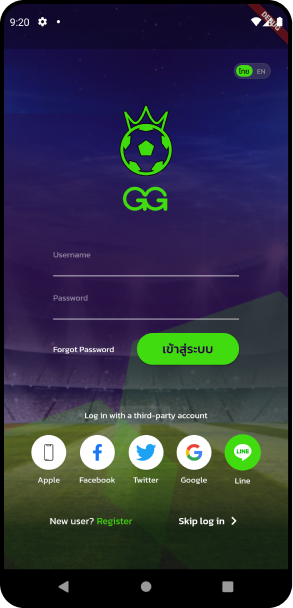 9:20
DEBUG
ไทย EN
GG
Username
Password
Forgot Password เข้าสู่ระบบ
Log in with a third-party account
LINE
Apple Facebook Twitter Google Line
New user? Register Skip log in